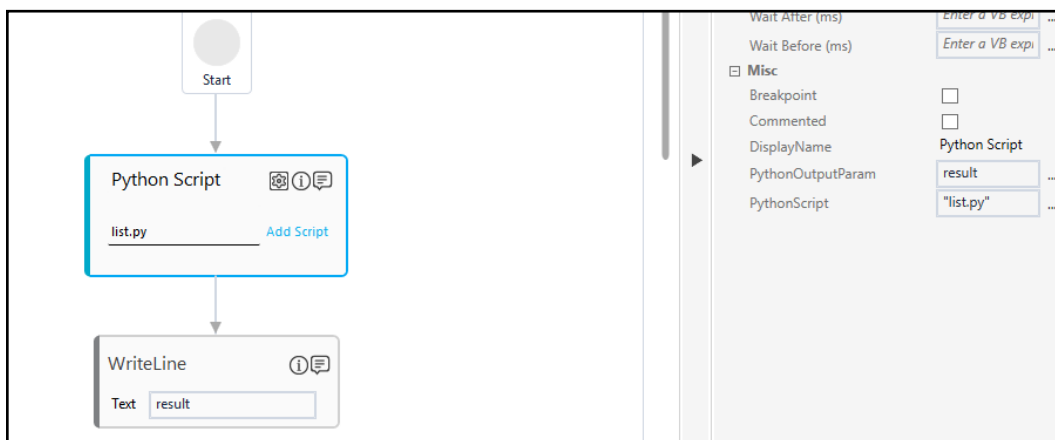 Start
Python Script
list.py Add Script
WriteLine
Text result
Wait After (ms) Enter a VB expr ...
Wait Before (ms) Enter a VB expr ...
Misc
Breakpoint
Commented
DisplayName Python Script
PythonOutputParam result ...
PythonScript "list.py" ...